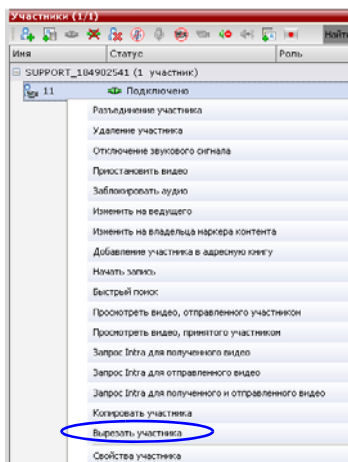 Участники (1/1)
Найти
Имя Статус Роль
SUPPORT_184902541 (1 участник)
11 Подключено
Разъединение участника
Удаление участника
Отключение звукового сигнала
Приостановить видео
Заблокировать аудио
Изменить на ведущего
Изменить на владельца маркера контента
Добавление участника в адресную книгу
Начать запись
Быстрый поиск
Просмотреть видео, отправленного участником
Просмотреть видео, принятого участником
Запрос Intra для полученного видео
Запрос Intra для отправленного видео
Запрос Intra для полученного и отправленного видео
Копировать участника
Вырезать участника
Свойства участника